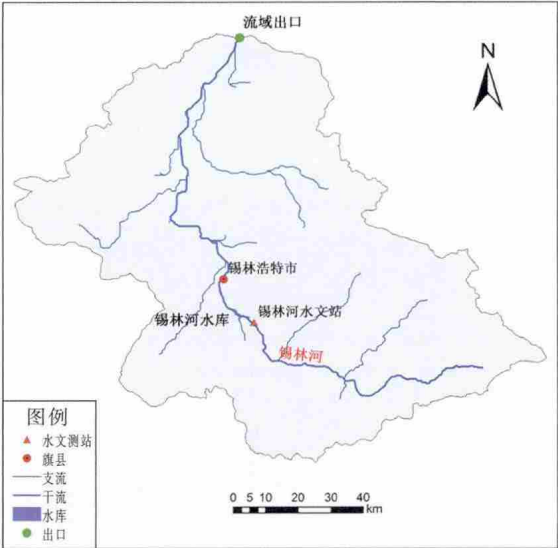 流域出口
N
锡林浩特市
锡林河水库
锡林河水文站
锡林河
图例
水文测站
旗县
支流
干流
水库
出口
0 5 10 20 30 40
km